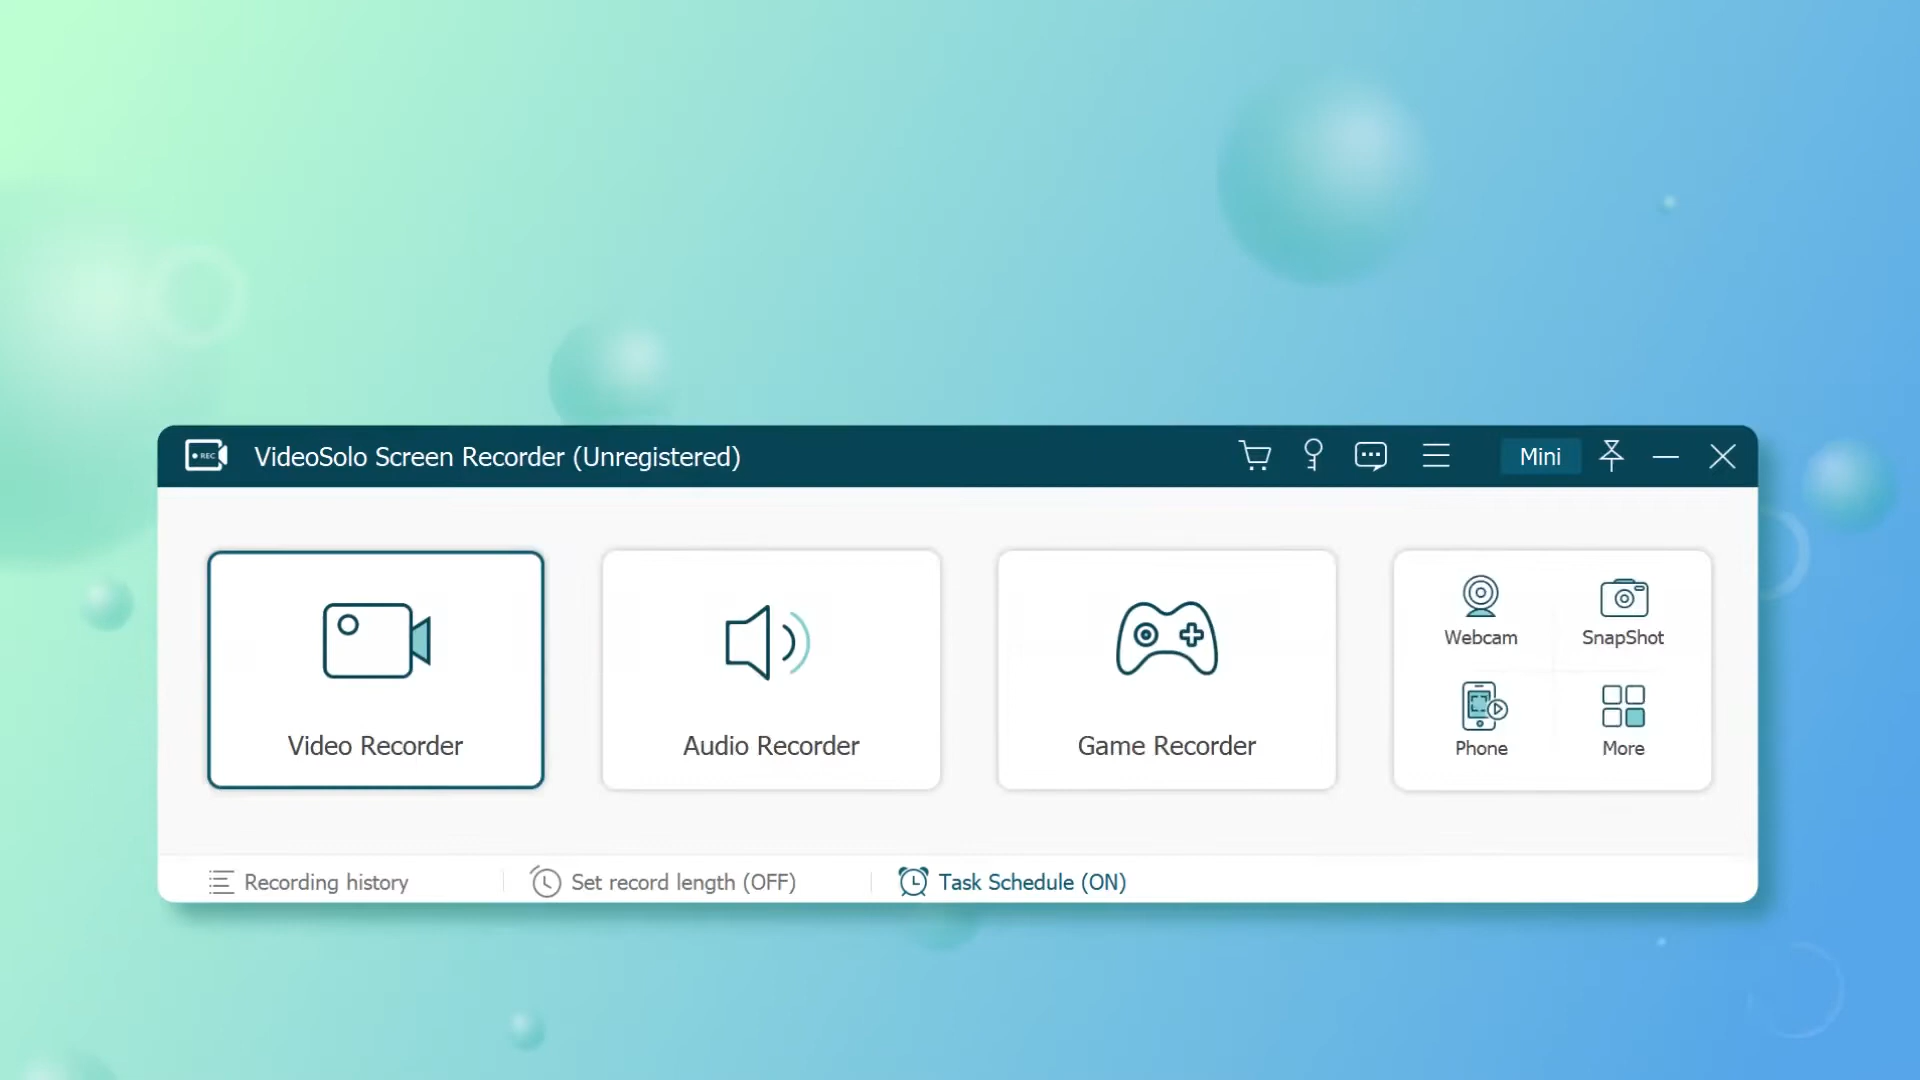 REC
VideoSolo Screen Recorder (Unregistered)
Mini
Video Recorder
Audio Recorder
Game Recorder
Webcam
SnapShot
Phone
More
Recording history
Set record length (OFF)
Task Schedule (ON)